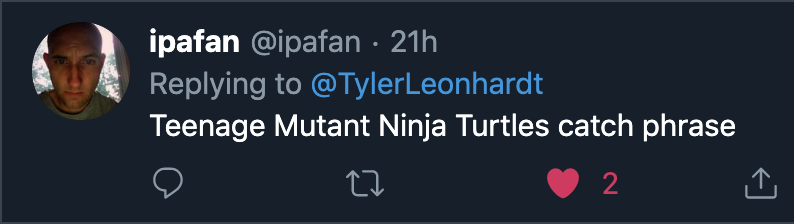 ipafan @ipafan · 21h
Replying to @TylerLeonhardt
Teenage Mutant Ninja Turtles catch phrase
2